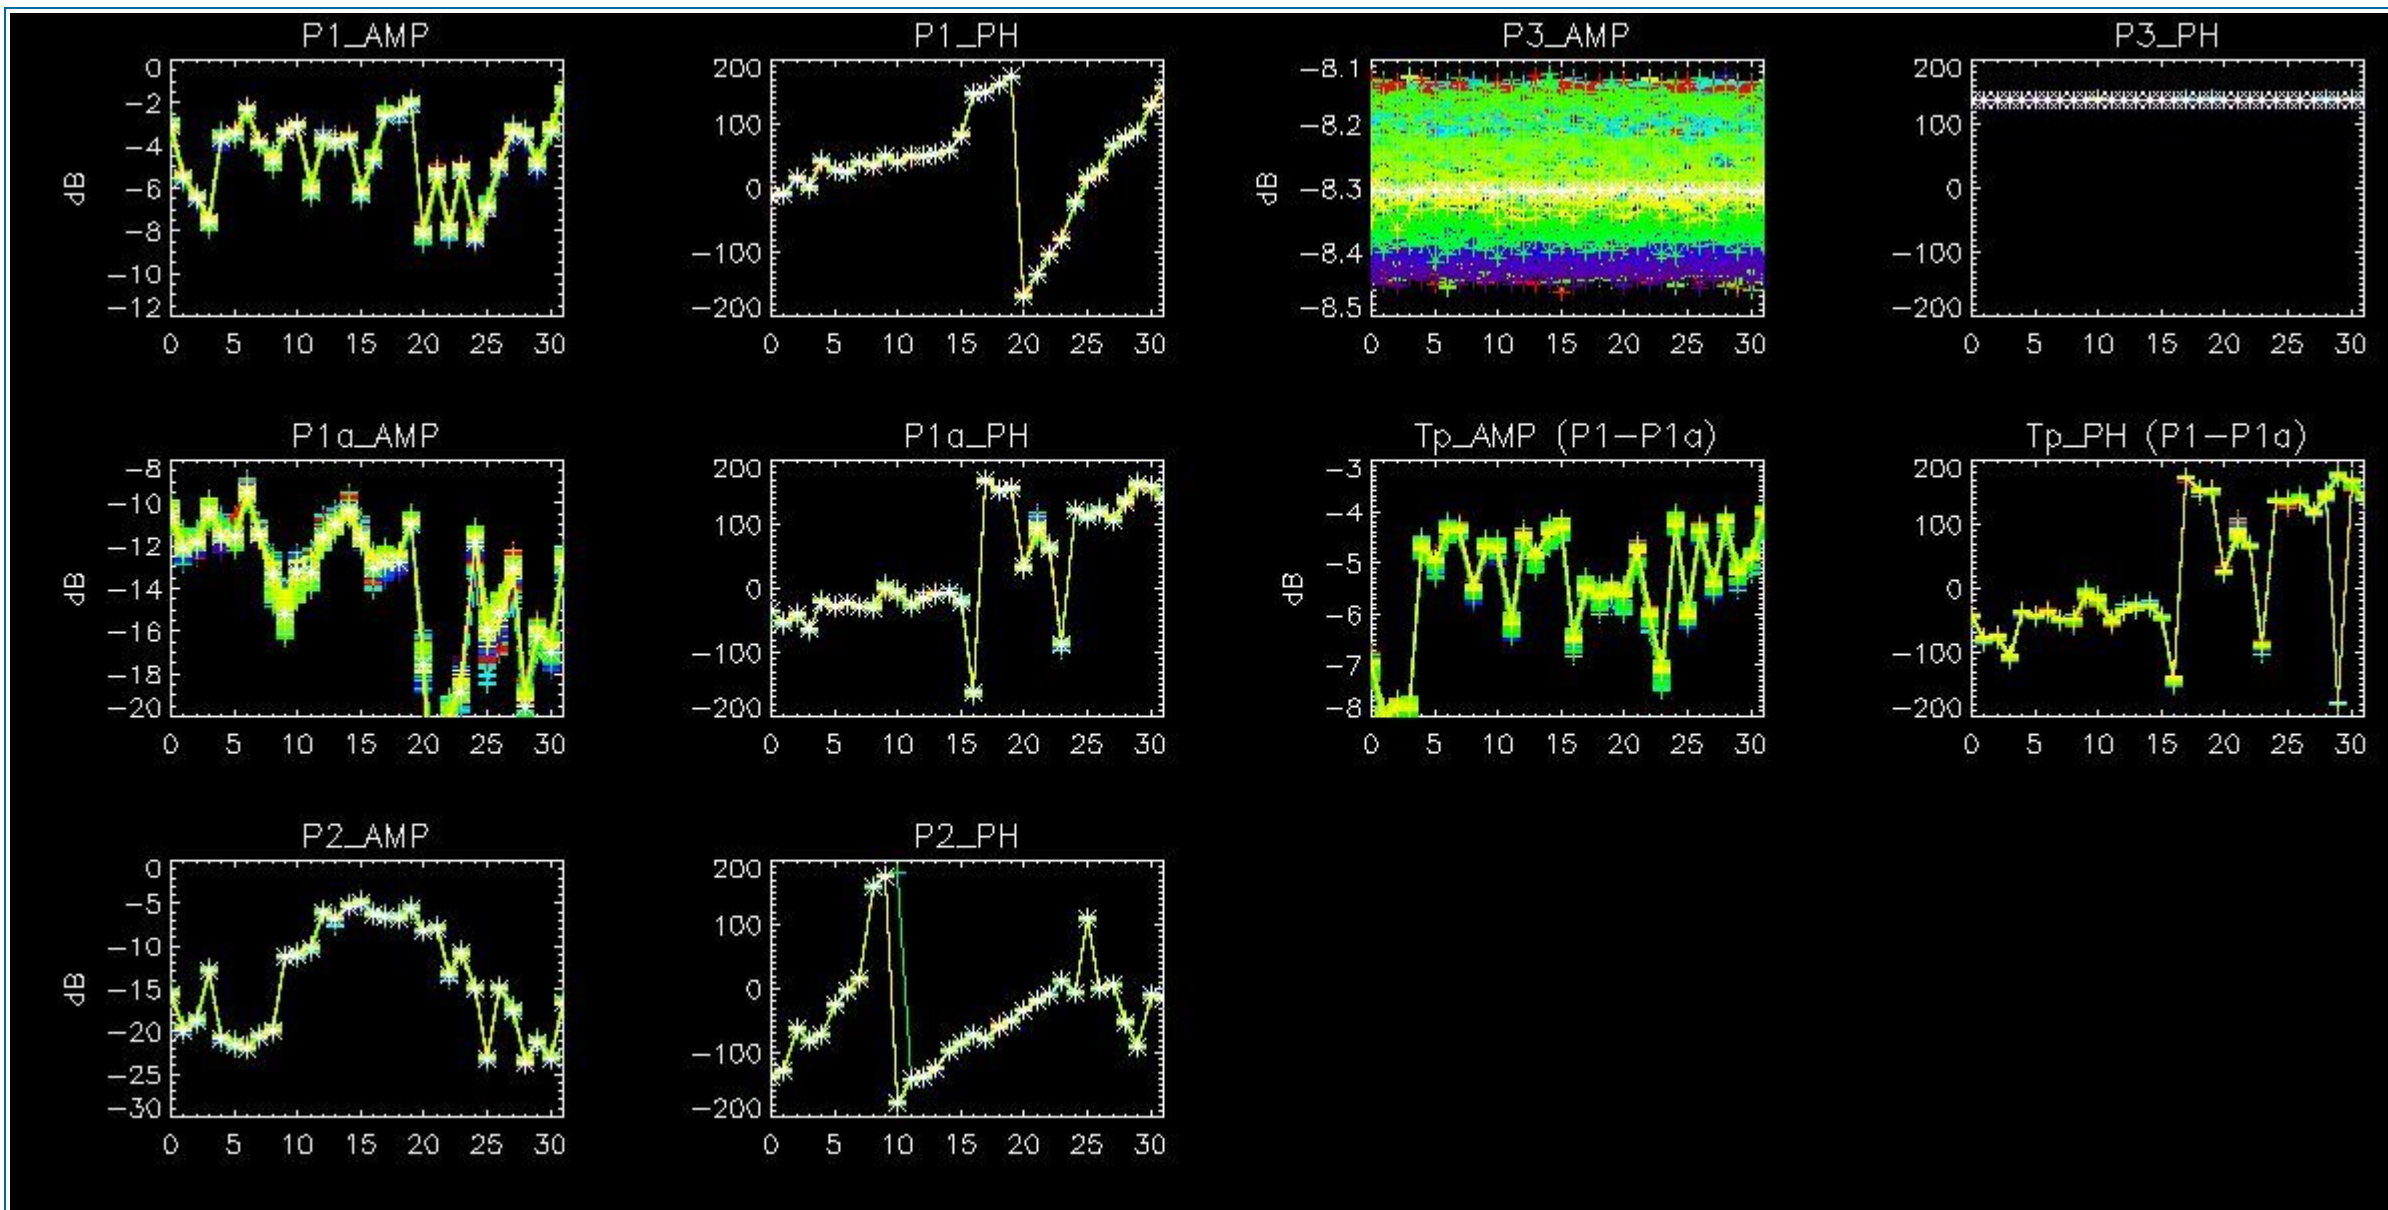 P1_AMP P1_PH P3_AMP P3_PH
0 200 −8.1 200
−2 100 −8.2 100
−4 0 −8.3 0
−6 −100 −8.4 −100
−8 −200 −8.5 −200
−10
−12
dB dB
0 5 10 15 20 25 30 0 5 10 15 20 25 30 0 5 10 15 20 25 30 0 5 10 15 20 25 30
P1a_AMP P1a_PH Tp_AMP (P1−P1a) Tp_PH (P1−P1a)
−8 200 −3 200
−10 100 −4 100
−12 0 −5 0
−14 −100 −6 −100
−16 −200 −7 −200
−18 −8
−20
dB dB
0 5 10 15 20 25 30 0 5 10 15 20 25 30 0 5 10 15 20 25 30 0 5 10 15 20 25 30
P2_AMP P2_PH
0 200
−5 100
−10 0
−15 −100
−20 −200
−25
−30
dB
0 5 10 15 20 25 30 0 5 10 15 20 25 30